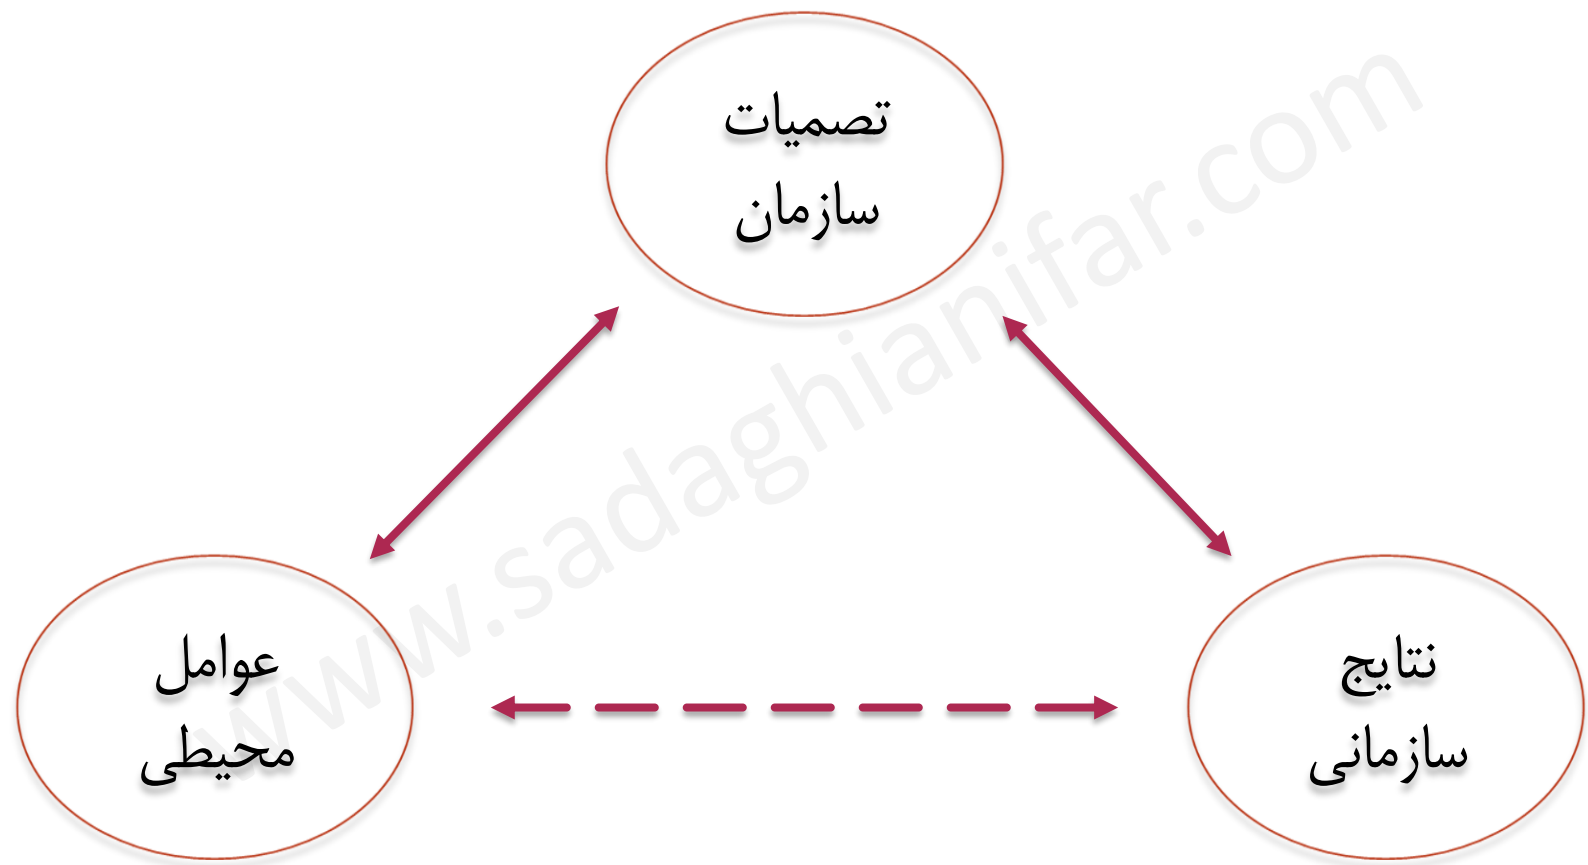 تصمیات
سازمان
عوامل
محیطی
نتایج
سازمانی
www.sadaghianifar.com